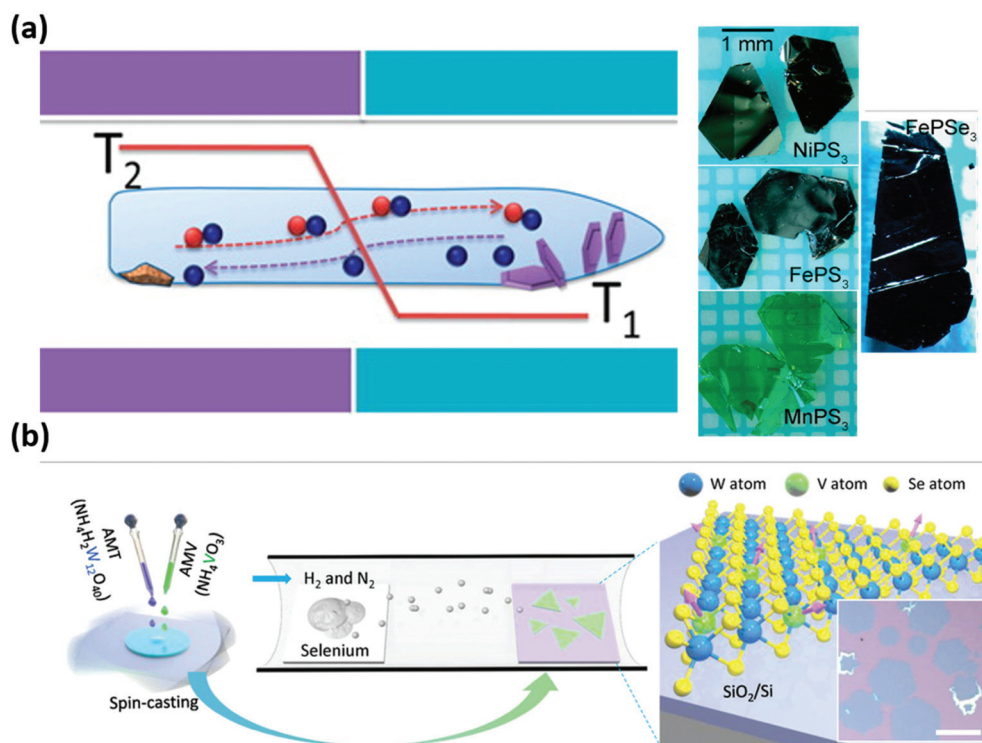 (a)
T2
T1
1 mm
NiPS3
FePS3
MnPS3
FePSe3
(b)
AMT
(NH4H2W12O40)
AMV
(NH4VO3)
Spin-casting
H2 and N2
Selenium
W atom V atom Se atom
SiO2/Si